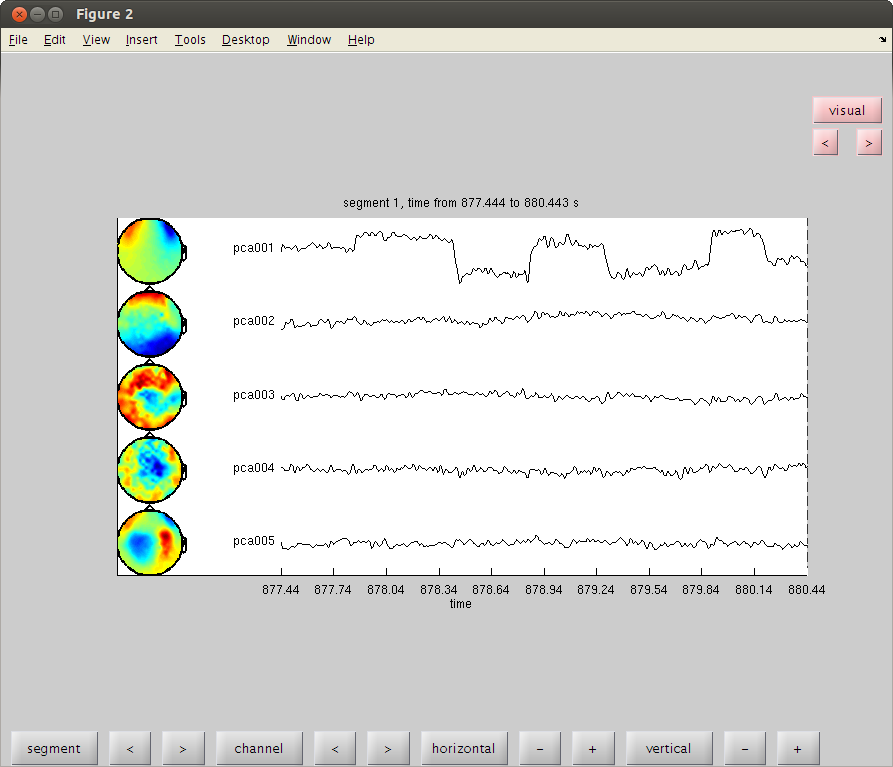 Figure 2
File Edit View Insert Tools Desktop Window Help
visual
< >
segment 1, time from 877.444 to 880.443 s
pca001
pca002
pca003
pca004
pca005
877.44 877.74 878.04 878.34 878.64 878.94 879.24 879.54 879.84 880.14 880.44
time
segment < > channel < > horizontal - + vertical - +